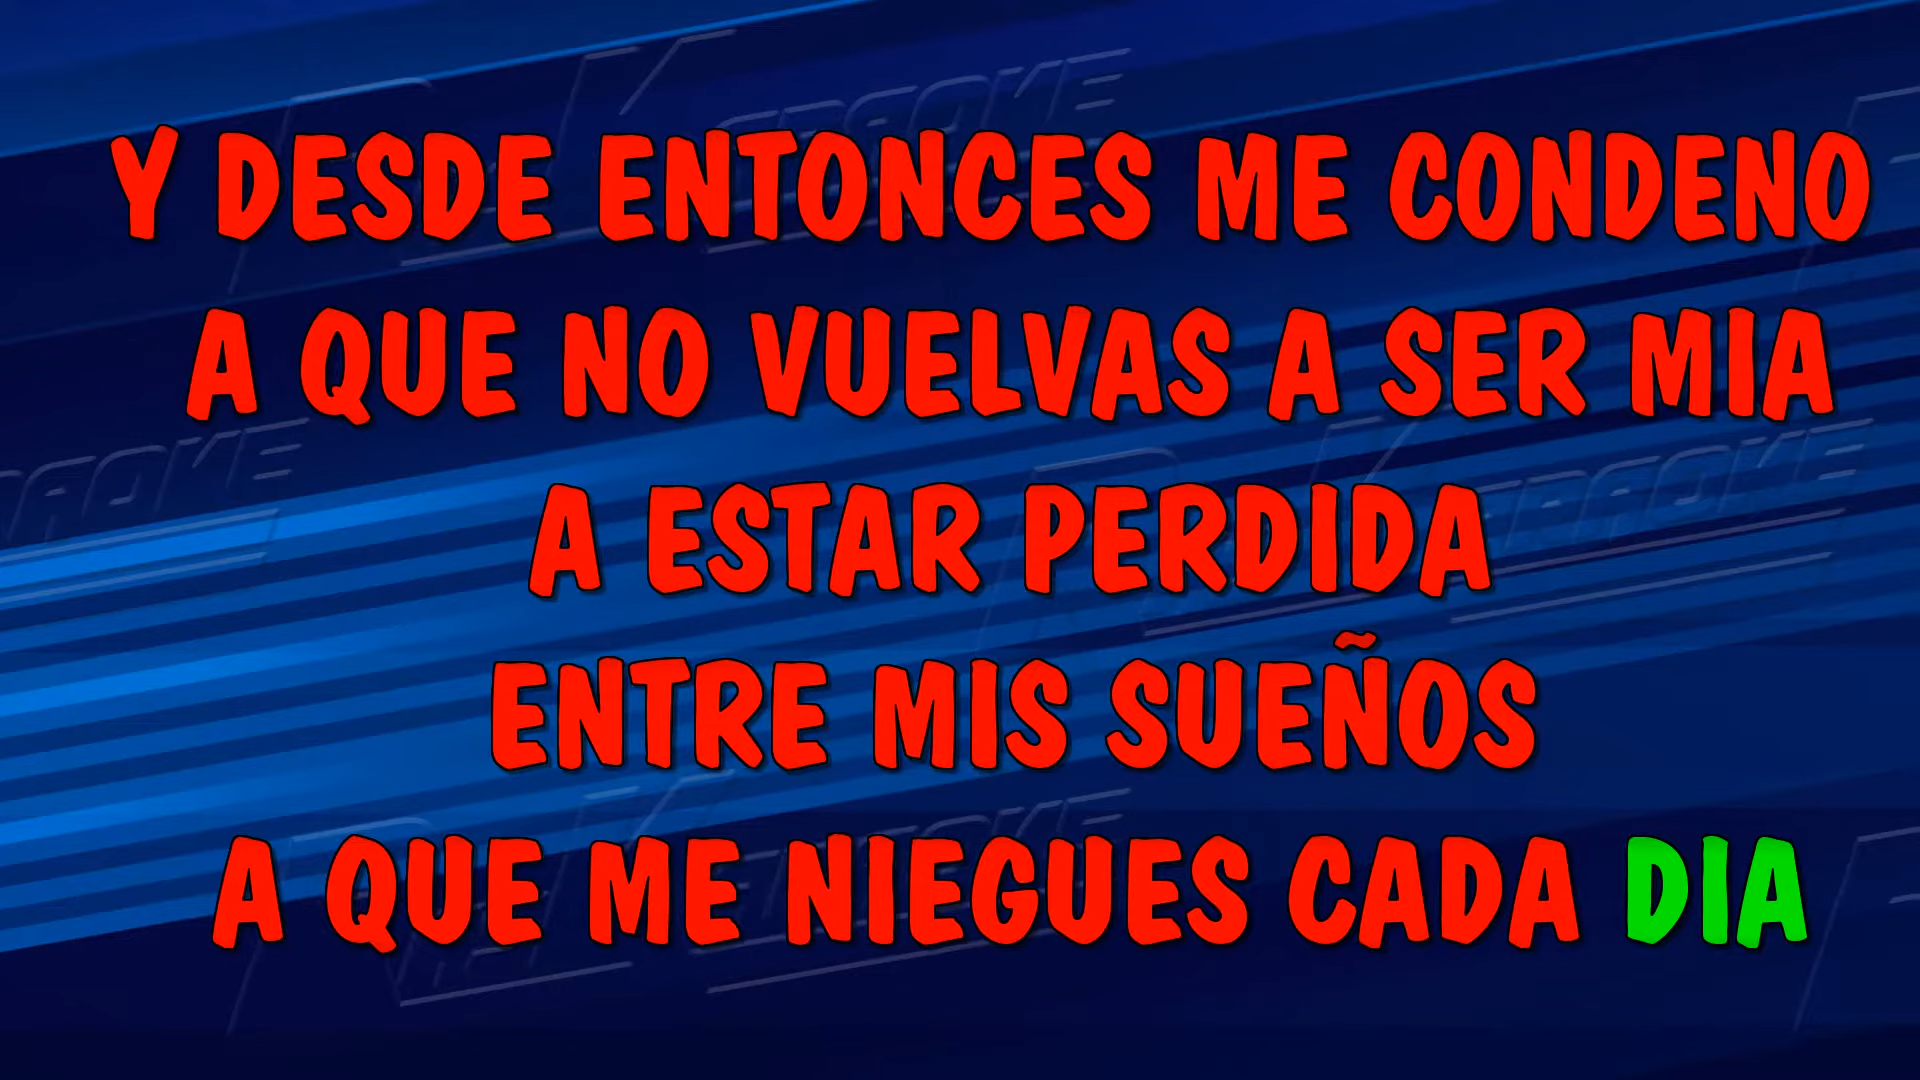 Y DESDE ENTONCES ME CONDENO
A QUE NO VUELVAS A SER MIA
A ESTAR PERDIDA
ENTRE MIS SUEÑOS
A QUE ME NIEGUES CADA DIA